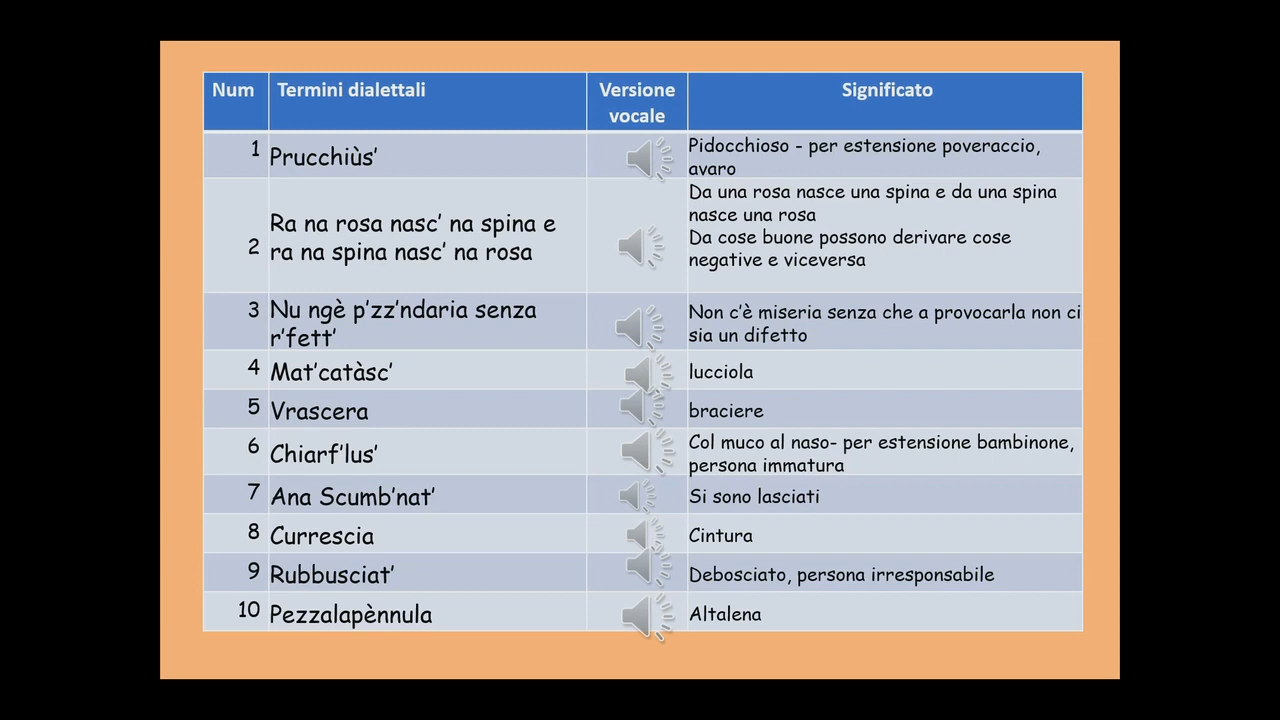 Num Termini dialettali Versione vocale Significato
1 Prucchiùs’ Pidocchioso - per estensione poveraccio,
avaro
2 Ra na rosa nasc’ na spina e
ra na spina nasc’ na rosa
Da una rosa nasce una spina e da una spina
nasce una rosa
Da cose buone possono derivare cose
negative e viceversa
3 Nu ngè p’zz’ndaria senza
r’fett’
Non c’è miseria senza che a provocarla non ci
sia un difetto
4 Mat’catàsc’ lucciola
5 Vrascera braciere
6 Chiarf’lus’ Col muco al naso- per estensione bambinone,
persona immatura
7 Ana Scumb’nat’ Si sono lasciati
8 Currescia Cintura
9 Rubbusciat’ Debosciato, persona irresponsabile
10 Pezzalapènnula Altalena